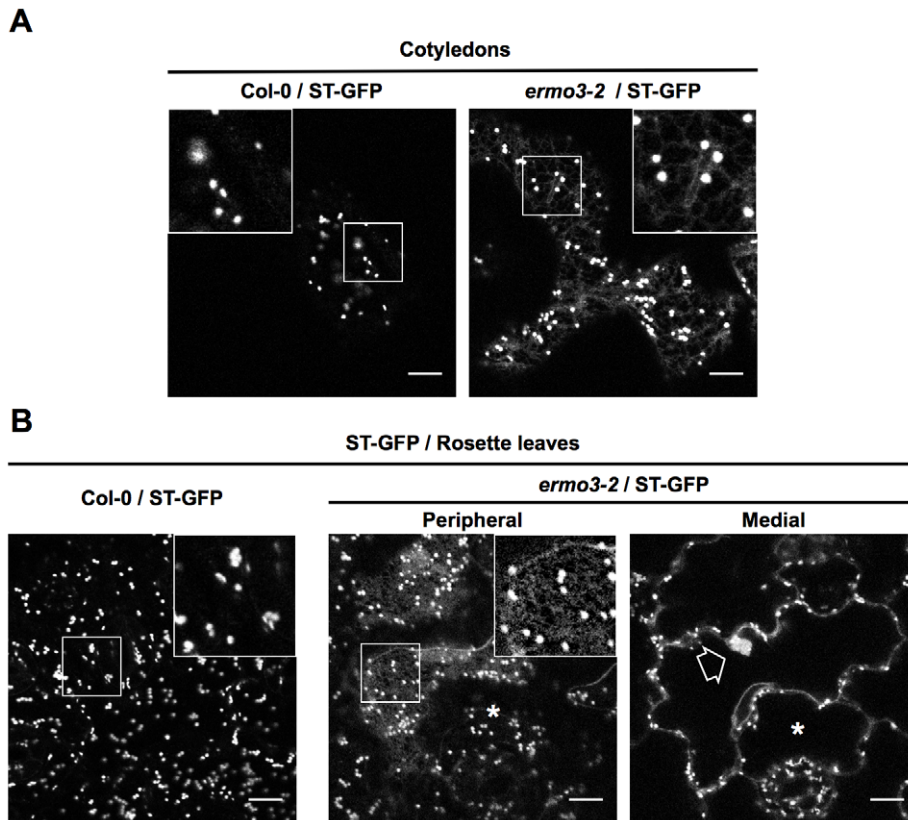 A
Cotyledons
Col-0 / ST-GFP
ermo3-2 / ST-GFP
B
ST-GFP / Rosette leaves
Col-0 / ST-GFP
ermo3-2 / ST-GFP
Peripheral
Medial
*
*